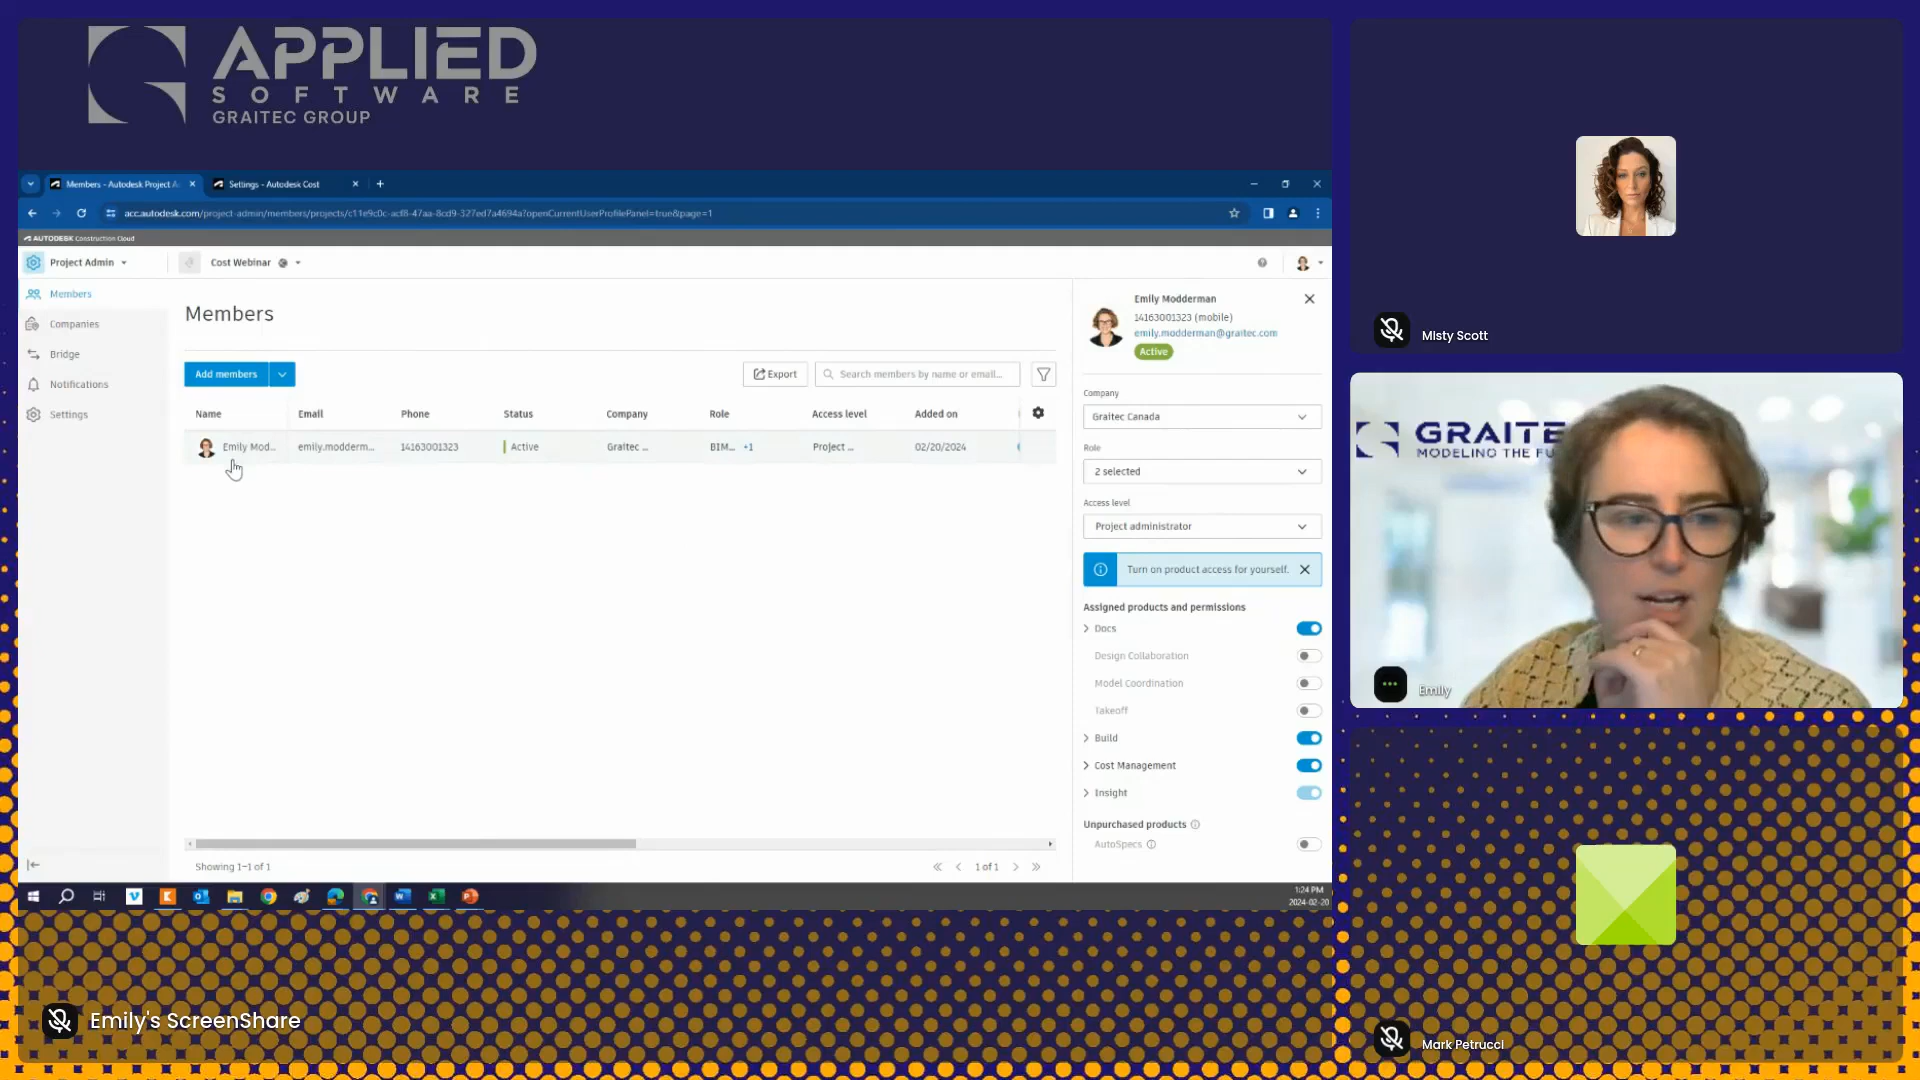 APPLIED
SOFTWARE
GRAITEC GROUP
Members - Autodesk Project A
Settings - Autodesk Cost
acc.autodesk.com/project-admin/members/projects/c11e9c0c-acf8-47aa-8cd9-327ed7a4694a?openCurrentUserProfilePanel=true&page=1
AUTODESK Construction Cloud
Project Admin
Cost Webinar
Members
Companies
Bridge
Notifications
Settings
Members
Add members
Export
Search members by name or email...
Name Email Phone Status Company Role Access level Added on
Emily Mod... emily.modderm... 14163001323 Active Graitec ... BIM... +1 Project ... 02/20/2024
Showing 1-1 of 1
1 of 1
Emily Modderman
14163001323 (mobile)
emily.modderman@graitec.com
Active
Company
Graitec Canada
Role
2 selected
Access level
Project administrator
Turn on product access for yourself.
Assigned products and permissions
Docs
Design Collaboration
Model Coordination
Takeoff
Build
Cost Management
Insight
Unpurchased products
AutoSpecs
1:24 PM
2024-02-20
Emily's ScreenShare
Misty Scott
GRAITE
MODELING THE FU
Emily
Mark Petrucci